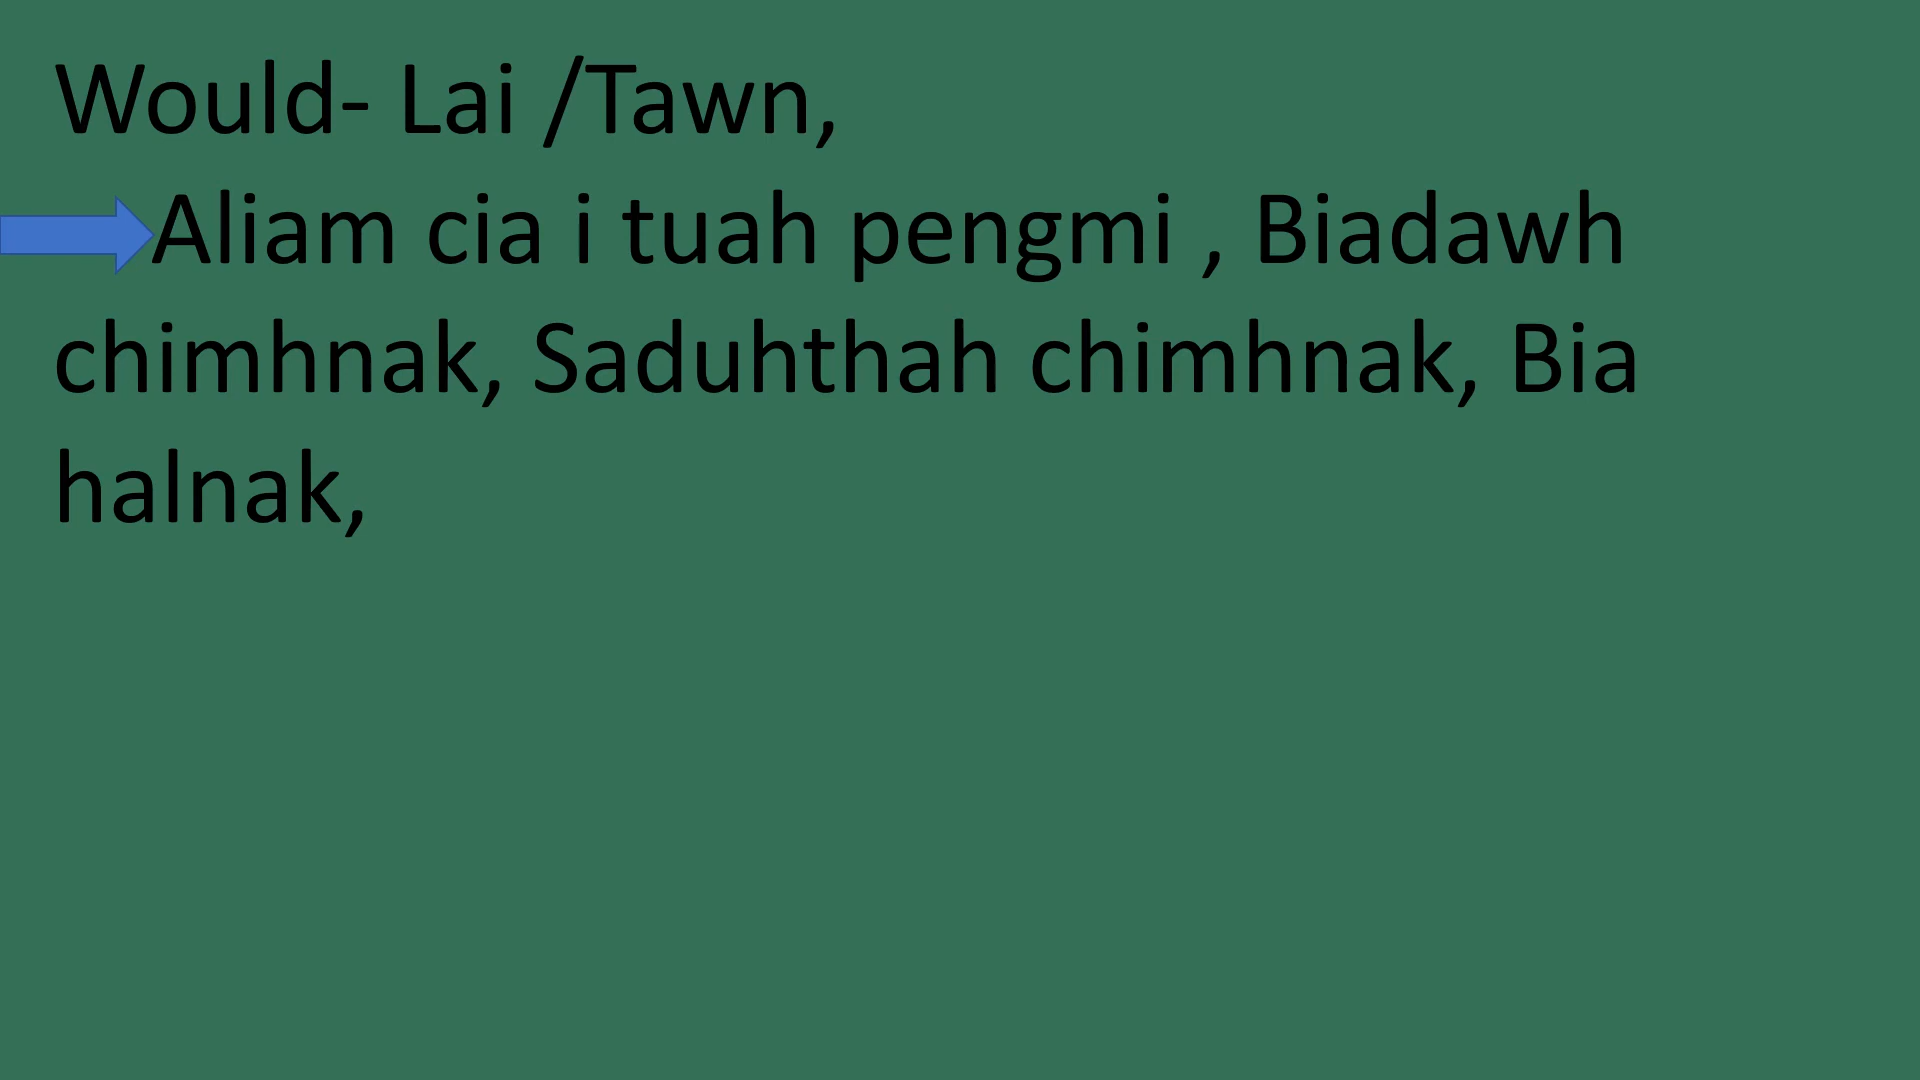 Would- Lai /Tawn,
Aliam cia i tuah pengmi , Biadawh
chimhnak, Saduhthah chimhnak, Bia
halnak,